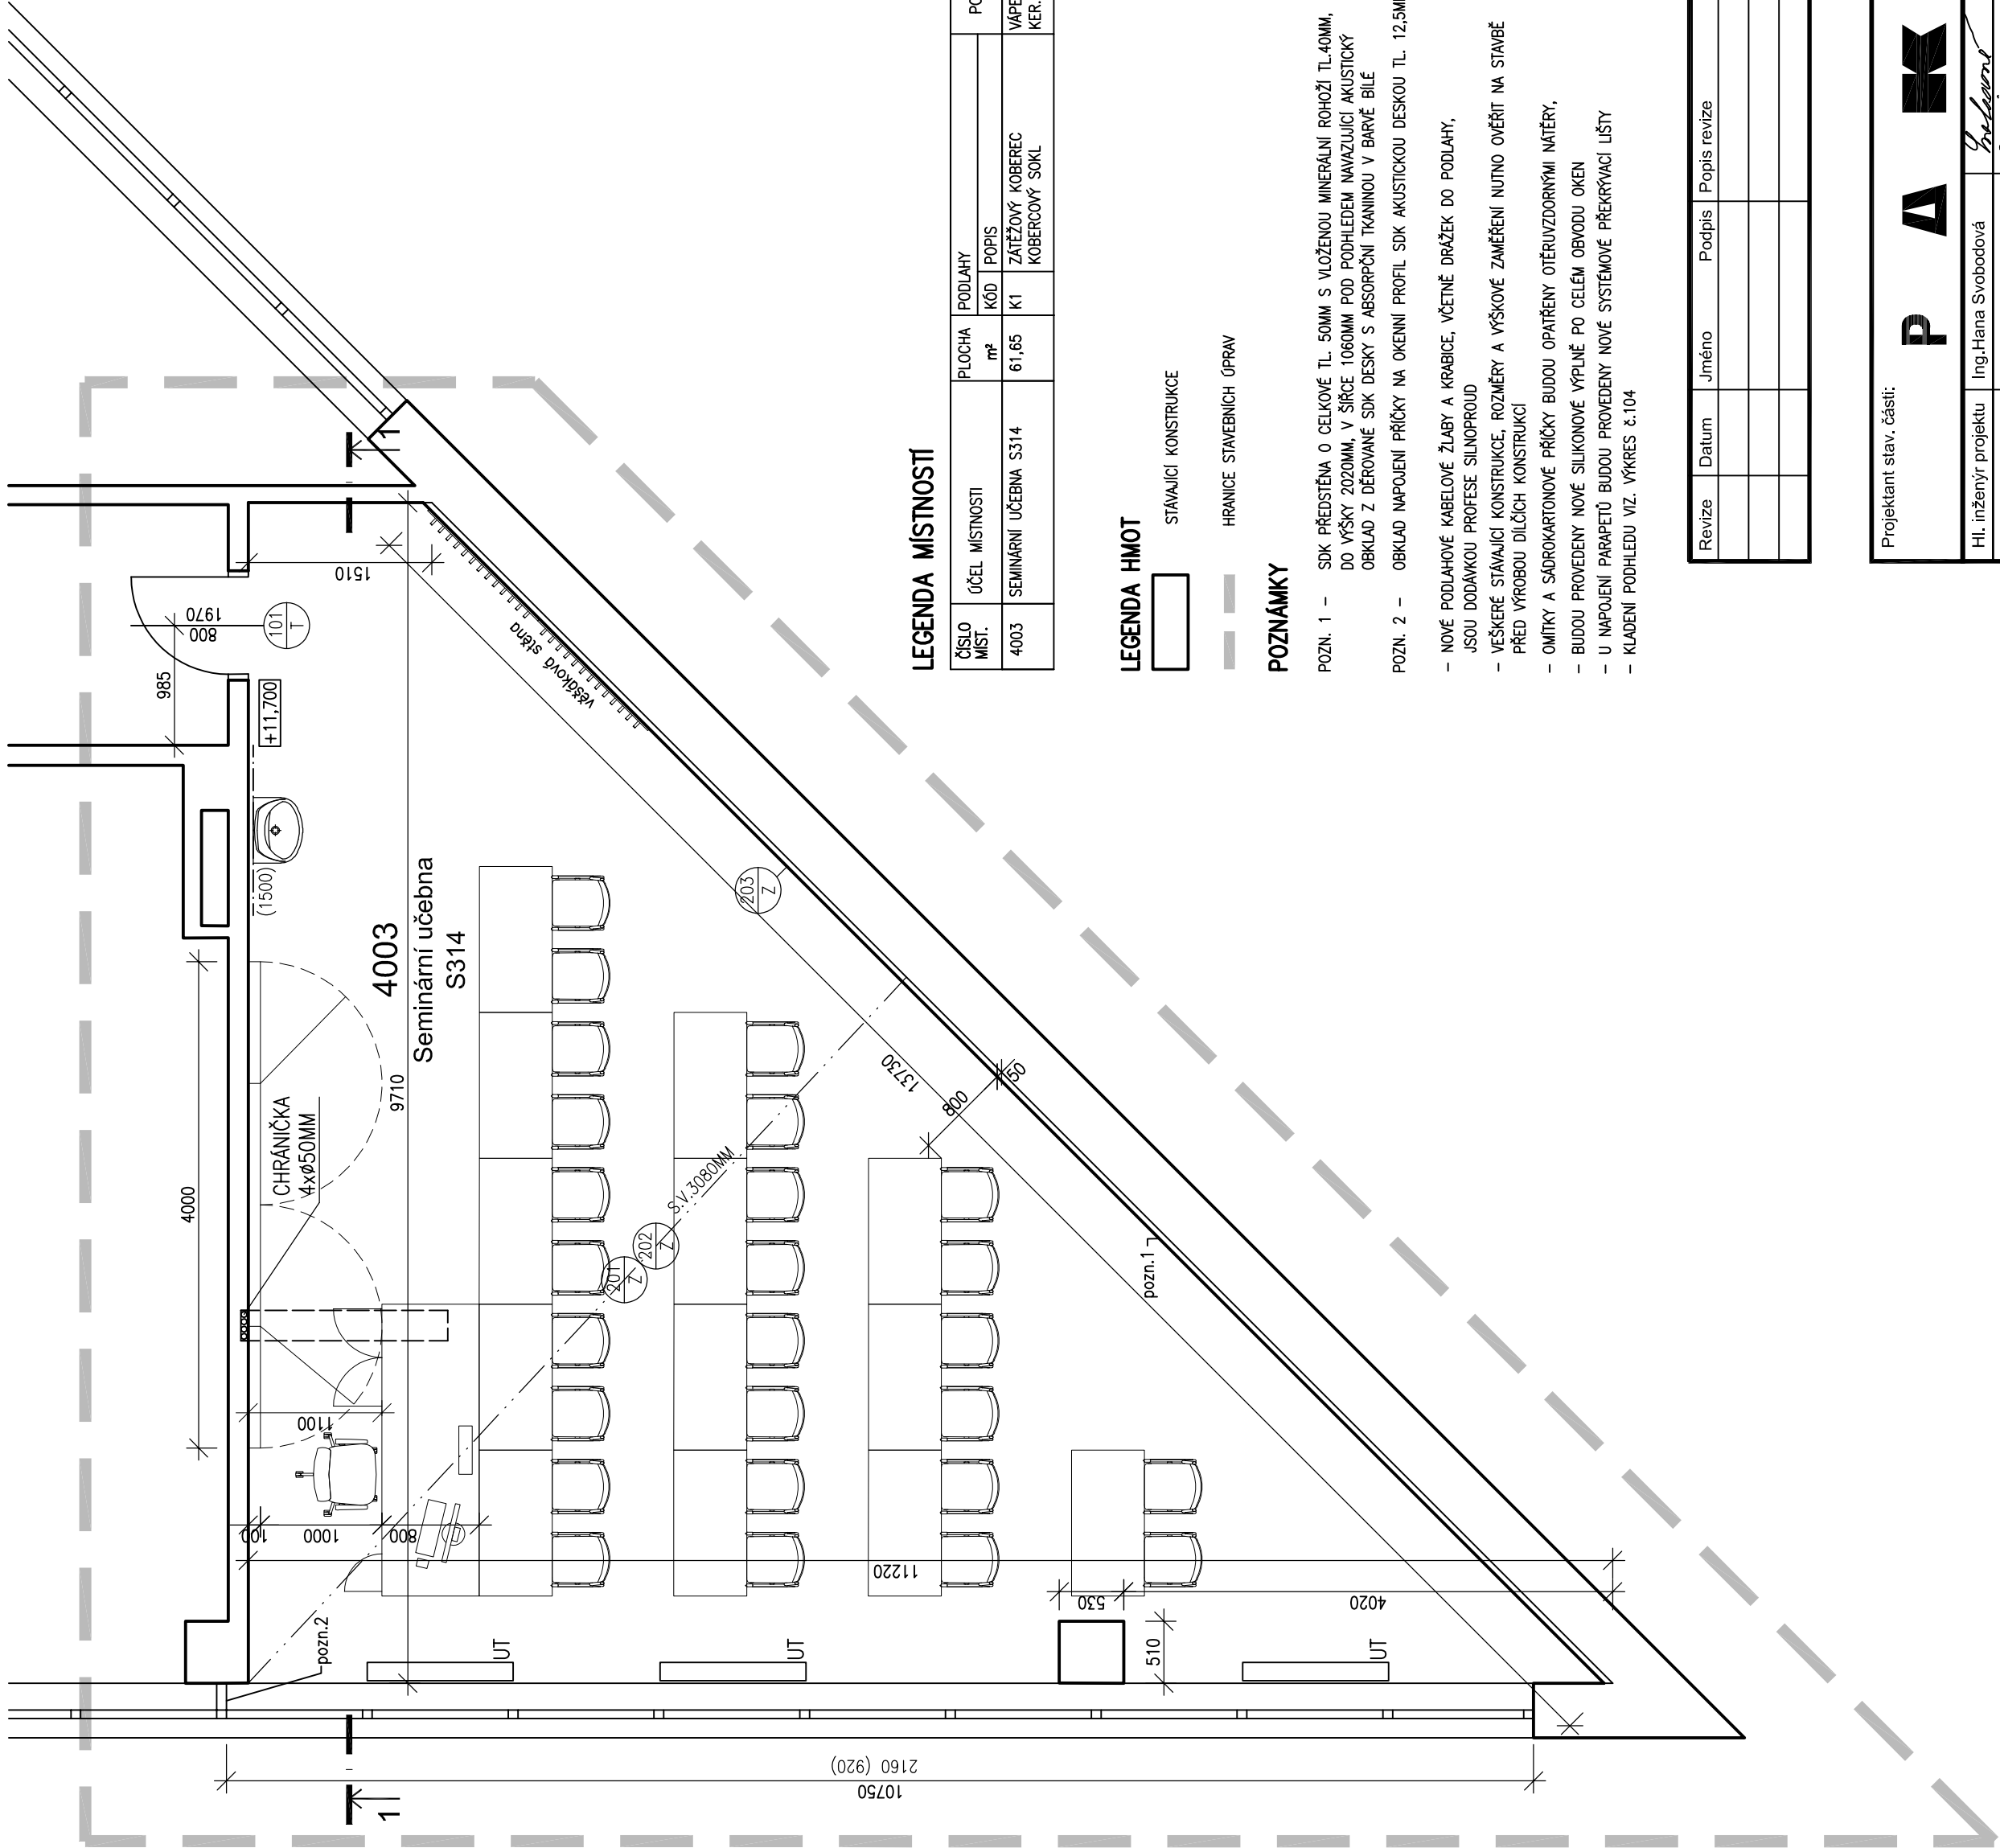 1970
800
101
T
985
+11,700
1510
1
věšáková stěna
(1500)
4003
Seminární učebna
S314
4000
CHRÁNIČKA
4xø50MM
9710
203
Z
13730
50
800
S.V.3080MM
202
Z
201
Z
pozn.1
1100
100
1000
800
11220
530
4020
510
pozn.2
UT
UT
UT
2160 (920)
10750
1
LEGENDA MÍSTNOSTÍ
ČÍSLO
MÍST.
ÚČEL MÍSTNOSTI
PLOCHA
m²
PODLAHY
KÓD
POPIS
4003
SEMINÁRNÍ UČEBNA S314
61,65
K1
ZÁTĚŽOVÝ KOBEREC
KOBERCOVÝ SOKL
KER.
LEGENDA HMOT
STÁVAJÍCÍ KONSTRUKCE
HRANICE STAVEBNÍCH ÚPRAV
POZNÁMKY
POZN. 1 – SDK PŘEDSTĚNA O CELKOVÉ TL. 50MM S VLOŽENOU MINERÁLNÍ ROHOŽÍ TL.40MM,
DO VÝŠKY 2020MM, V ŠÍŘCE 1060MM POD PODHLEDEM NAVAZUJÍCÍ AKUSTICKÝ
OBKLAD Z DĚROVANÉ SDK DESKY S ABSORPČNÍ TKANINOU V BARVĚ BÍLÉ
POZN. 2 – OBKLAD NAPOJENÍ PŘÍČKY NA OKENNÍ PROFIL SDK AKUSTICKOU DESKOU TL. 12,5M
– NOVÉ PODLAHOVÉ KABELOVÉ ŽLABY A KRABICE, VČETNĚ DRÁŽEK DO PODLAHY,
JSOU DODÁVKOU PROFESE SILNOPROUD
– VEŠKERÉ STÁVAJÍCÍ KONSTRUKCE, ROZMĚRY A VÝŠKOVÉ ZAMĚŘENÍ NUTNO OVĚŘIT NA STAVBĚ
PŘED VÝROBOU DÍLČÍCH KONSTRUKCÍ
– OMÍTKY A SÁDROKARTONOVÉ PŘÍČKY BUDOU OPATŘENY OTĚRUVZDORNÝMI NÁTĚRY,
– BUDOU PROVEDENY NOVÉ SILIKONOVÉ VÝPLNĚ PO CELÉM OBVODU OKEN
– U NAPOJENÍ PARAPETŮ BUDOU PROVEDENY NOVÉ SYSTÉMOVÉ PŘEKRÝVACÍ LIŠTY
– KLADENÍ PODHLEDU VIZ. VÝKRES č.104
Revize Datum Jméno Podpis Popis revize
Projektant stav. části:
P A
Hl. inženýr projektu Ing.Hana Svobodová